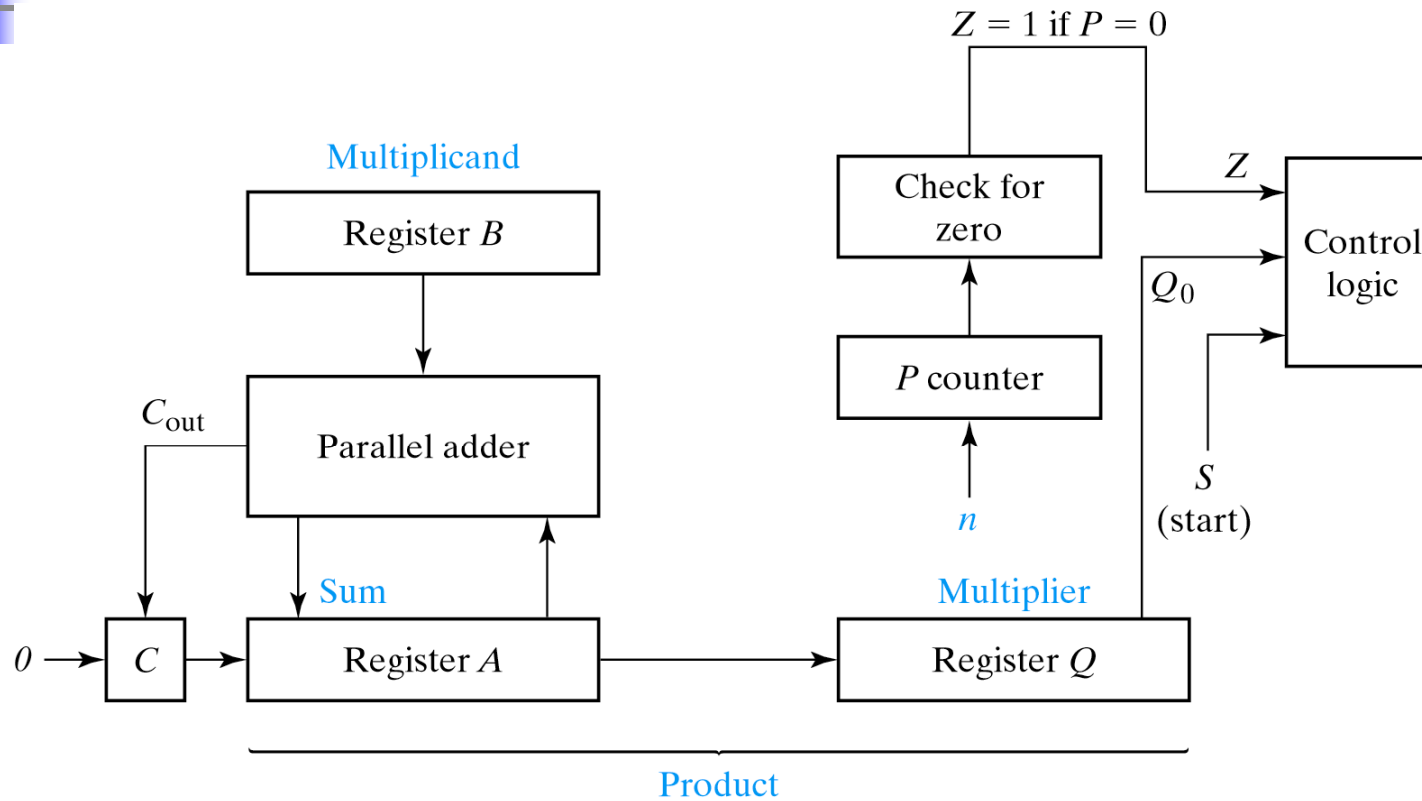 Z = 1 if P = 0
Multiplicand
Register B
Check for
zero
Z
Control
logic
Q₀
P counter
n
S
(start)
C_out
Parallel adder
Sum
Multiplier
0
C
Register A
Register Q
Product